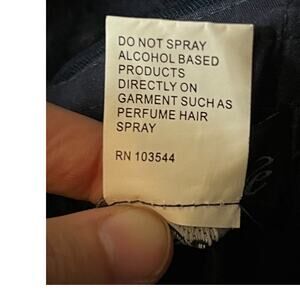 DO NOT SPRAY
ALCOHOL BASED
PRODUCTS
DIRECTLY ON
GARMENT SUCH AS
PERFUME HAIR
SPRAY
RN 103544